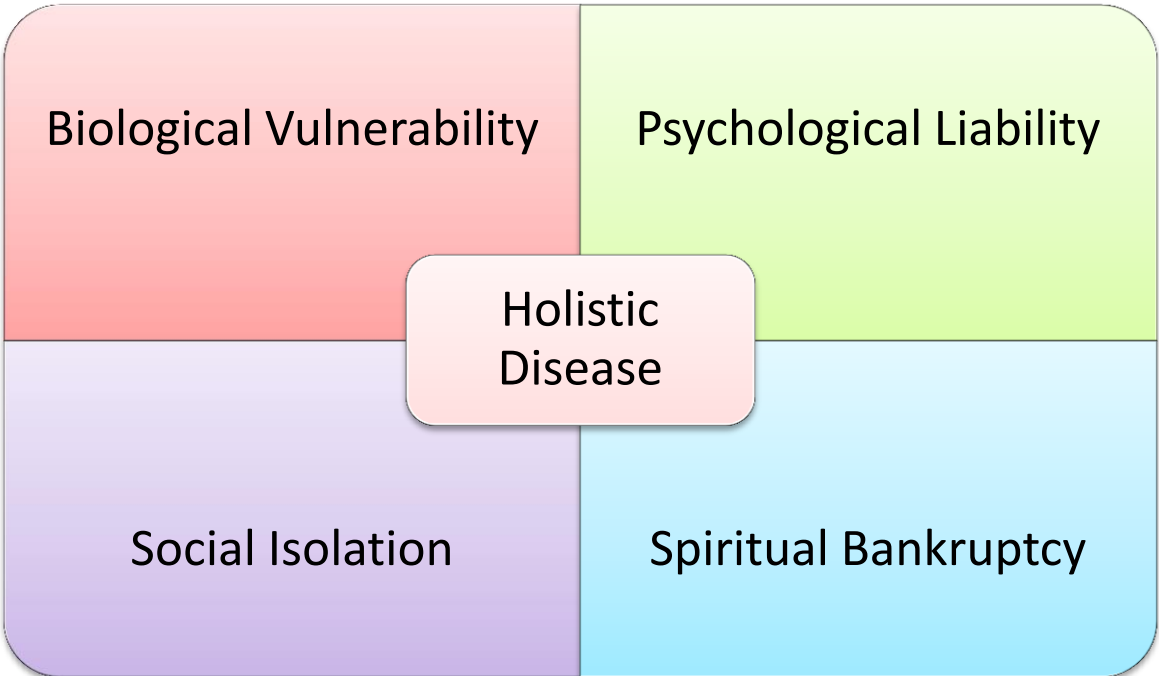 Biological Vulnerability
Psychological Liability
Holistic
Disease
Social Isolation
Spiritual Bankruptcy